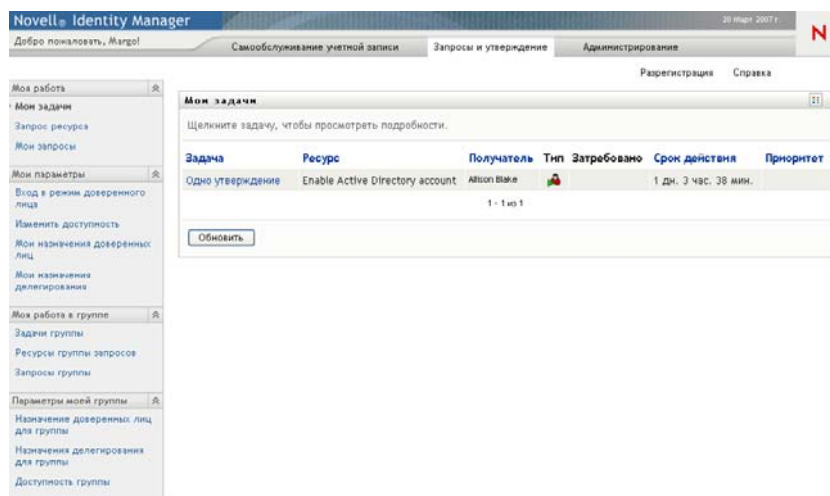 Novell® Identity Manager
20 Март 2007 г.
Добро пожаловать, Margo!
Самообслуживание учетной записи
Запросы и утверждение
Администрирование
N
Разрегистрация
Справка
Моя работа
Мои задачи
Запрос ресурса
Мои запросы
Мои параметры
Вход в режим доверенного
лица
Изменить доступность
Мои назначения доверенных
лиц
Мои назначения
делегирования
Моя работа в группе
Задачи группы
Ресурсы группы запросов
Запросы группы
Параметры моей группы
Назначение доверенных лиц
для группы
Назначения делегирования
для группы
Доступность группы
Мои задачи
Щелкните задачу, чтобы просмотреть подробности.
Задача Ресурс Получатель Тип Затребовано Срок действия Приоритет
Одно утверждение Enable Active Directory account Allison Blake 1 дн. 3 час. 38 мин.
1 - 1 из 1
Обновить